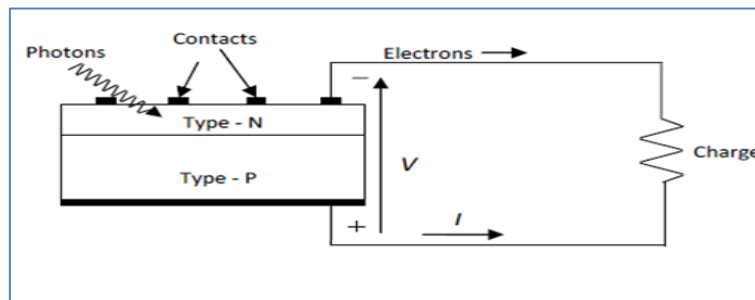 Contacts
Photons
Electrons
−
Type - N
Charge
V
Type - P
+
I